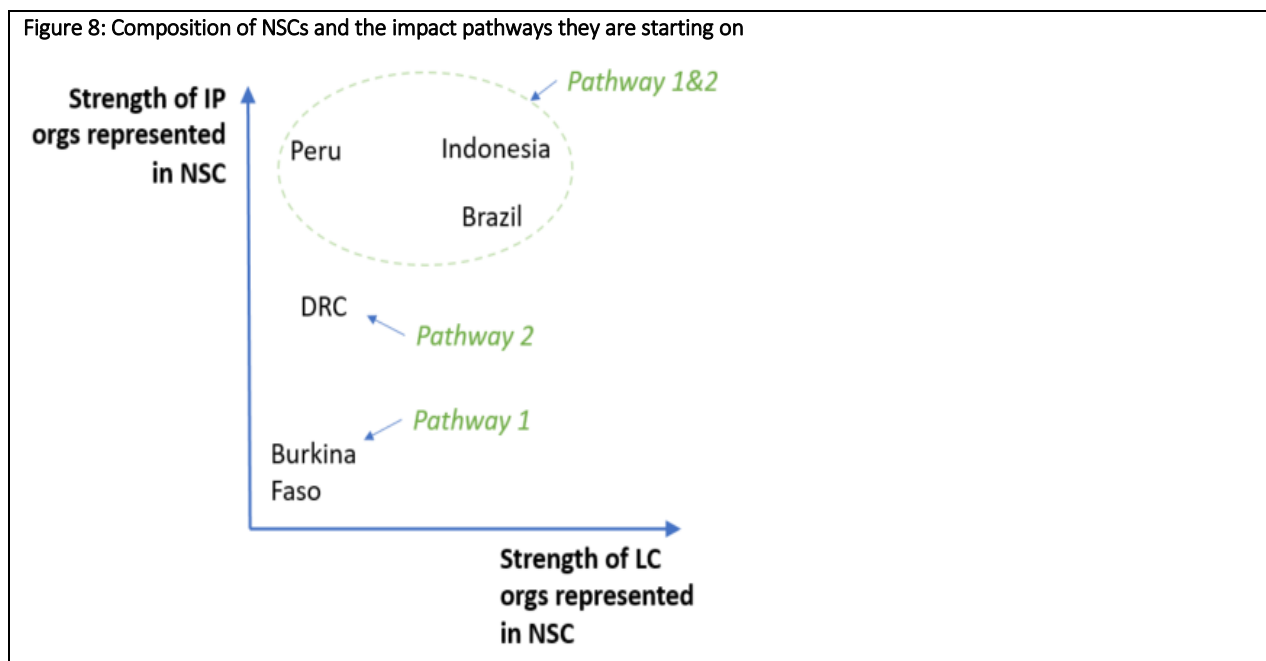 Figure 8: Composition of NSCs and the impact pathways they are starting on
Pathway 1&2
Strength of IP
orgs represented
in NSC
Peru
Indonesia
Brazil
DRC
Pathway 2
Pathway 1
Burkina
Faso
Strength of LC
orgs represented
in NSC